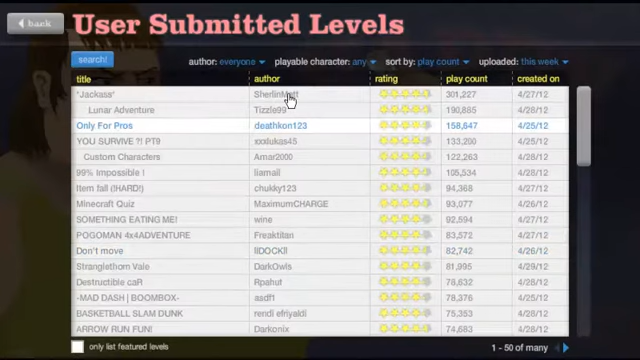 back
User Submitted Levels
search!
author: everyone playable character: any sort by: play count uploaded: this week
title author rating play count created on
*Jackass* 301,227 4/27/12
Lunar Adventure Tizzle99 190,885 4/28/12
Only For Pros deathkon123 158,647 4/25/12
YOU SURVIVE ?! PT9 xxxlukas45 133,200 4/25/12
Custom Characters Amar2000 122,263 4/28/12
99% Impossible ! liamail 105,534 4/28/12
Item fall (!HARD!) chukky123 94,368 4/27/12
Minecraft Quiz MaximumCHARGE 93,077 4/26/12
SOMETHING EATING ME! wine 92,594 4/27/12
POGOMAN 4x4ADVENTURE Freaktilan 83,572 4/27/12
Don't move 82,742 4/26/12
Stranglethorn Vale DarkOwls 81,995 4/29/12
Destructible caR Rpahut 78,632 4/28/12
-MAD DASH | BOOMBOX- asdf1 78,376 4/25/12
BASKETBALL SLAM DUNK rendi efriyaldi 75,353 4/28/12
ARROW RUN FUN! Darkonix 74,683 4/28/12
only list featured levels 1 - 50 of many